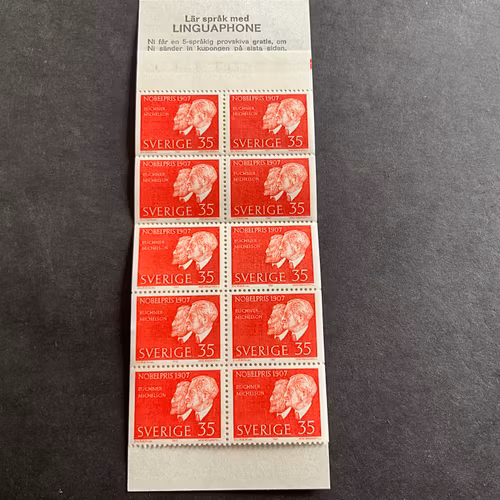 Lär språk med
LINGUAPHONE
Ni får en 5-språkig provskiva gratis, om
Ni sänder in kupongen på sista sidan.
NOBELPRIS 1907 NOBELPRIS 1907
BUCHNER BUCHNER
MICHELSON MICHELSON
SVERIGE 35 SVERIGE 35
NOBELPRIS 1907 NOBELPRIS 1907
BUCHNER BUCHNER
MICHELSON MICHELSON
SVERIGE 35 SVERIGE 35
NOBELPRIS 1907 NOBELPRIS 1907
BUCHNER BUCHNER
MICHELSON MICHELSON
SVERIGE 35 SVERIGE 35
NOBELPRIS 1907 NOBELPRIS 1907
BUCHNER BUCHNER
MICHELSON MICHELSON
SVERIGE 35 SVERIGE 35
NOBELPRIS 1907 NOBELPRIS 1907
BUCHNER BUCHNER
MICHELSON MICHELSON
SVERIGE 35 SVERIGE 35